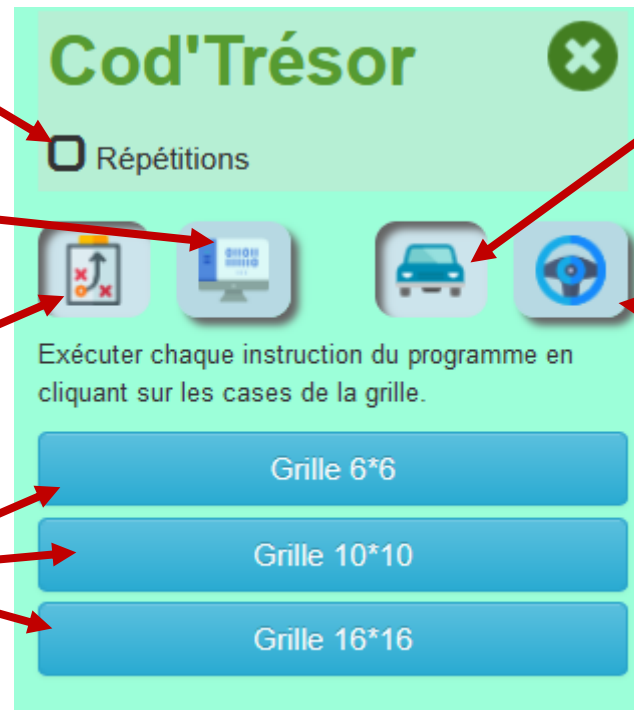 Cod'Trésor
Répétitions
Exécuter chaque instruction du programme en
cliquant sur les cases de la grille.
Grille 6*6
Grille 10*10
Grille 16*16